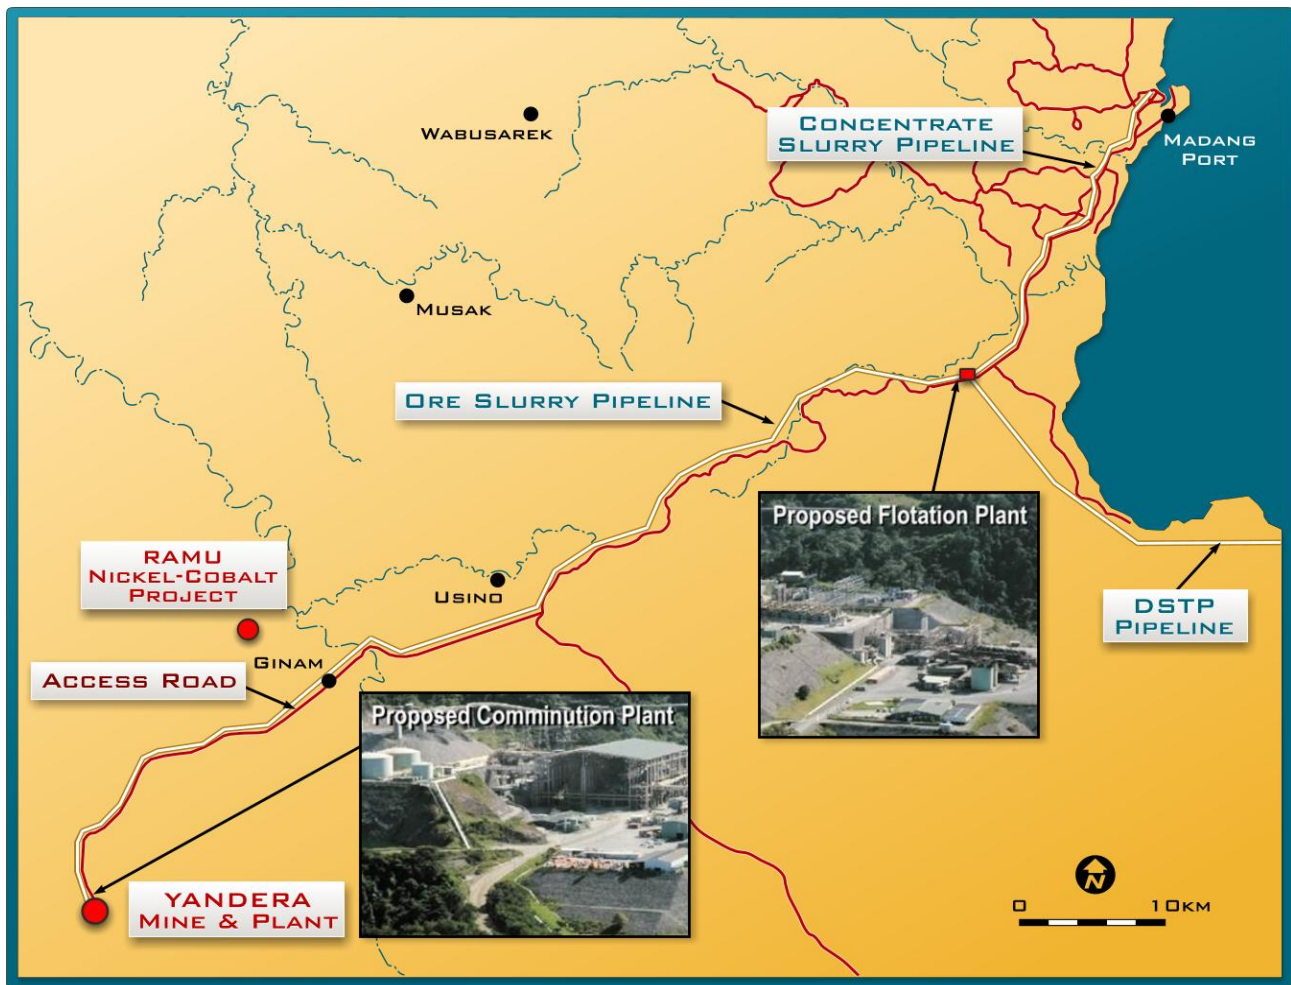 Wabusarek
Concentrate
Slurry Pipeline
Madang
Port
Musak
Ore Slurry Pipeline
Proposed Flotation Plant
Ramu
Nickel-Cobalt
Project
Usino
DSTP
Pipeline
Ginam
Access Road
Proposed Comminution Plant
Yandera
Mine & Plant
N
0 10km